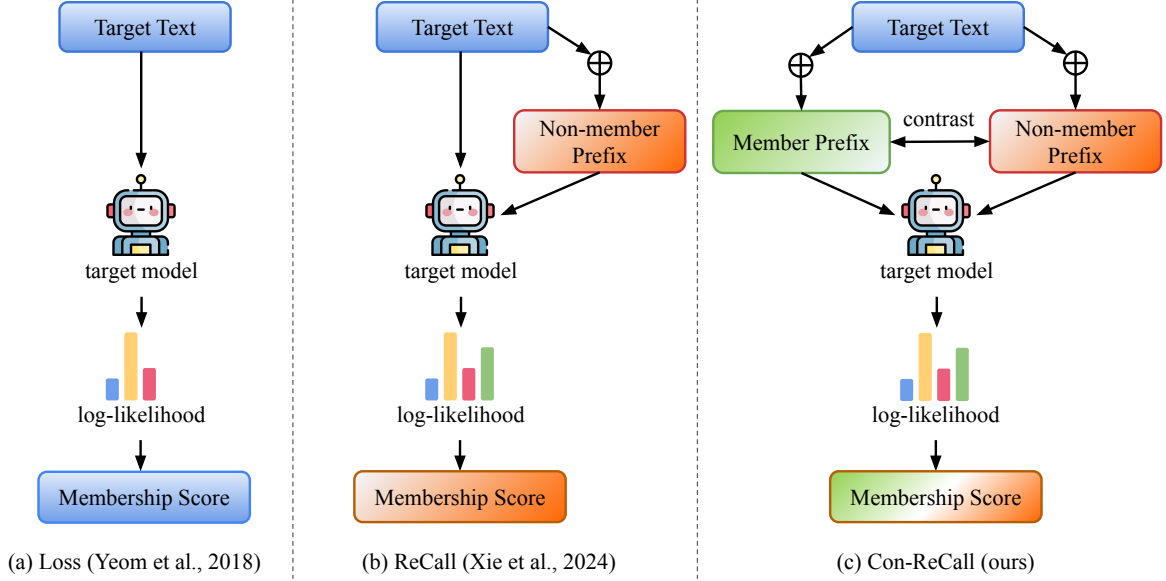 Target Text
target model
log-likelihood
Membership Score
(a) Loss (Yeom et al., 2018)
Target Text
Non-member
Prefix
target model
log-likelihood
Membership Score
(b) ReCall (Xie et al., 2024)
Target Text
Member Prefix
contrast
Non-member
Prefix
target model
log-likelihood
Membership Score
(c) Con-ReCall (ours)